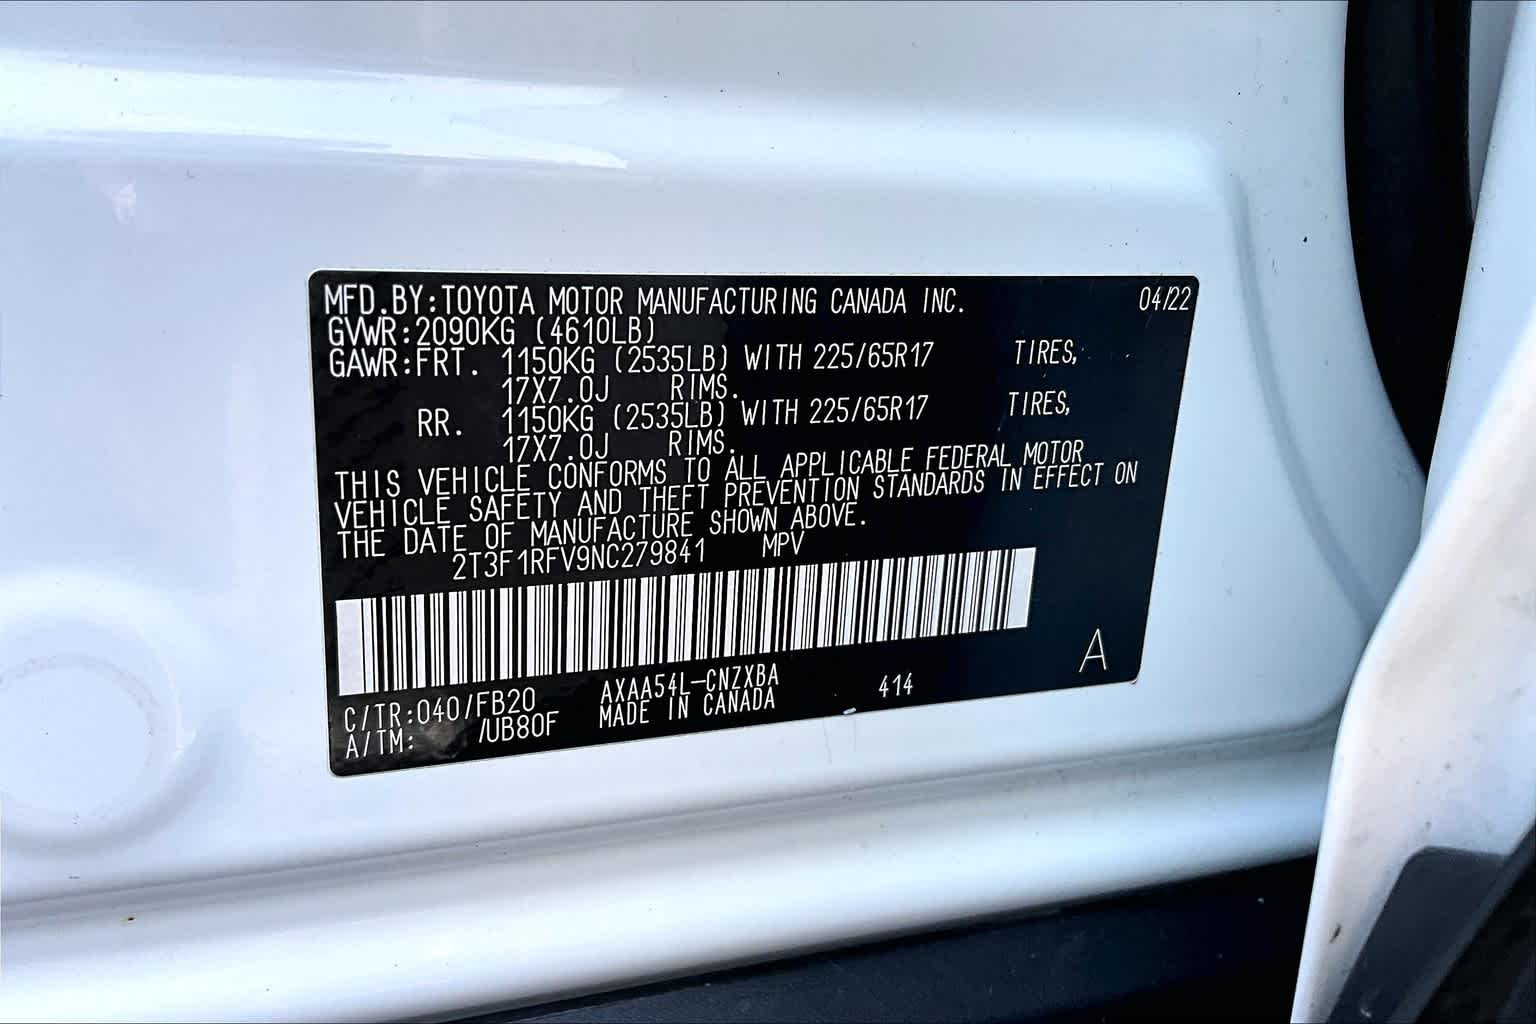 MFD.BY:TOYOTA MOTOR MANUFACTURING CANADA INC. 04/22
GVWR:2090KG (4610LB)
GAWR:FRT. 1150KG (2535LB) WITH 225/65R17 TIRES,
17X7.0J RIMS.
RR. 1150KG (2535LB) WITH 225/65R17 TIRES,
17X7.0J RIMS.
THIS VEHICLE CONFORMS TO ALL APPLICABLE FEDERAL MOTOR
VEHICLE SAFETY AND THEFT PREVENTION STANDARDS IN EFFECT ON
THE DATE OF MANUFACTURE SHOWN ABOVE.
2T3F1RFV9NC279841 MPV
A
C/TR:040/FB20 AXAA54L-CNZXBA 414
A/TM: /UB80F MADE IN CANADA